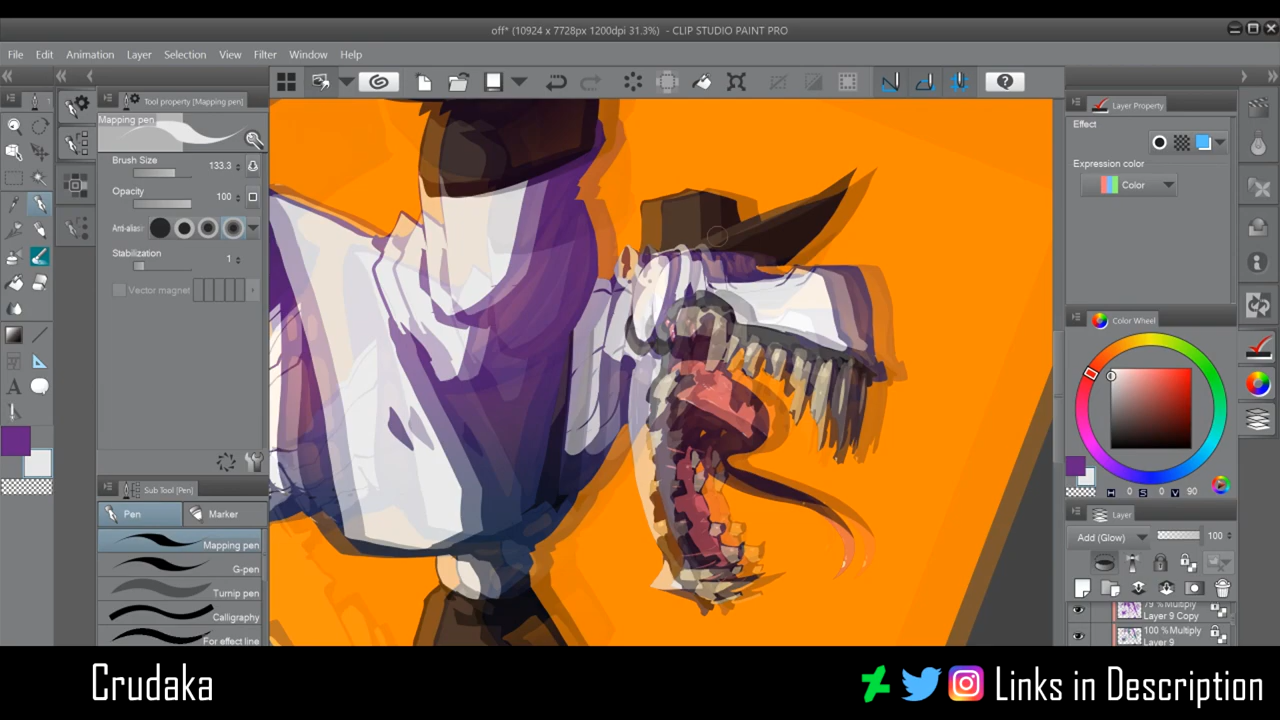 off* (10924 x 7728px 1200dpi 31.3%) - CLIP STUDIO PAINT PRO
File Edit Animation Layer Selection View Filter Window Help
Tool property [Mapping pen]
Mapping pen
Brush Size 133.3
Opacity 100
Anti-alias
Stabilization 1
Vector magnet
Sub Tool [Pen]
Pen Marker
Mapping pen
G-pen
Turnip pen
Calligraphy
For effect line
Layer Property
Effect
Expression color
Color
Color Wheel
H 0 S 0 V 90
Layer
Add (Glow) 100
79 % Multiply
Layer 9 Copy
100 % Multiply
Layer 9
Crudaka
Links in Description